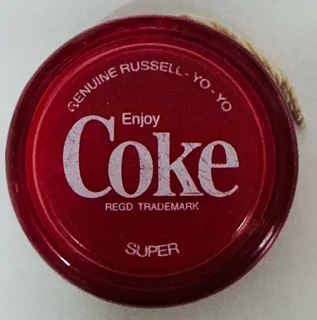 GENUINE RUSSELL-YO-YO
Enjoy
Coke
REGD TRADEMARK
SUPER